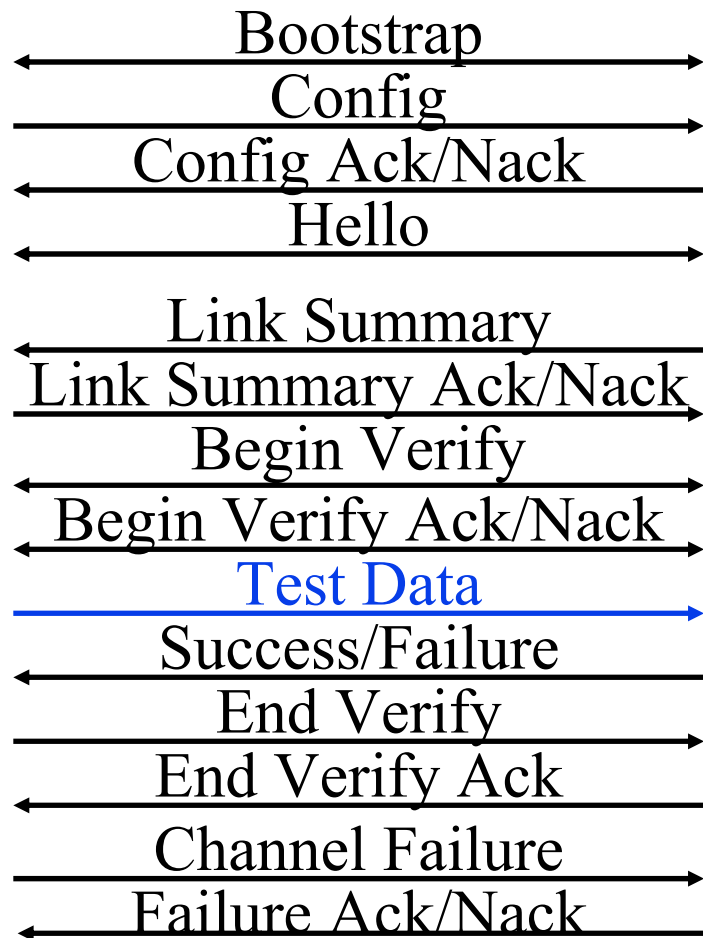 Bootstrap
Config
Config Ack/Nack
Hello
Link Summary
Link Summary Ack/Nack
Begin Verify
Begin Verify Ack/Nack
Test Data
Success/Failure
End Verify
End Verify Ack
Channel Failure
Failure Ack/Nack